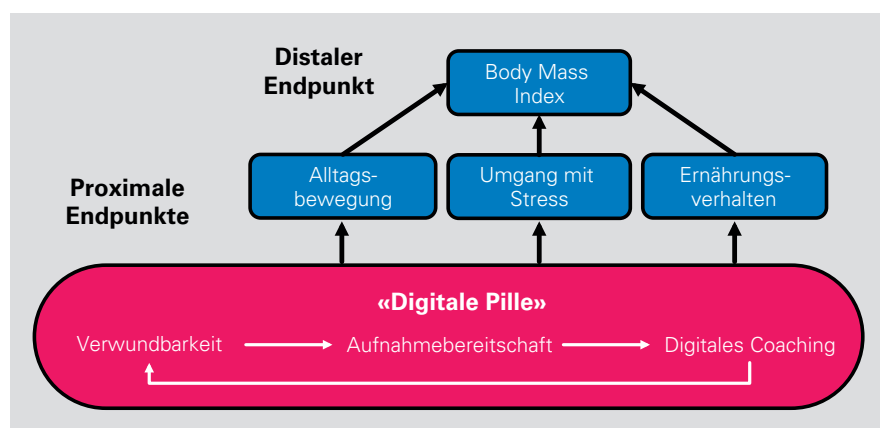 Distaler
Endpunkt
Body Mass
Index
Proximale
Endpunkte
Alltags-
bewegung
Umgang mit
Stress
Ernährungs-
verhalten
«Digitale Pille»
Verwundbarkeit
Aufnahmebereitschaft
Digitales Coaching